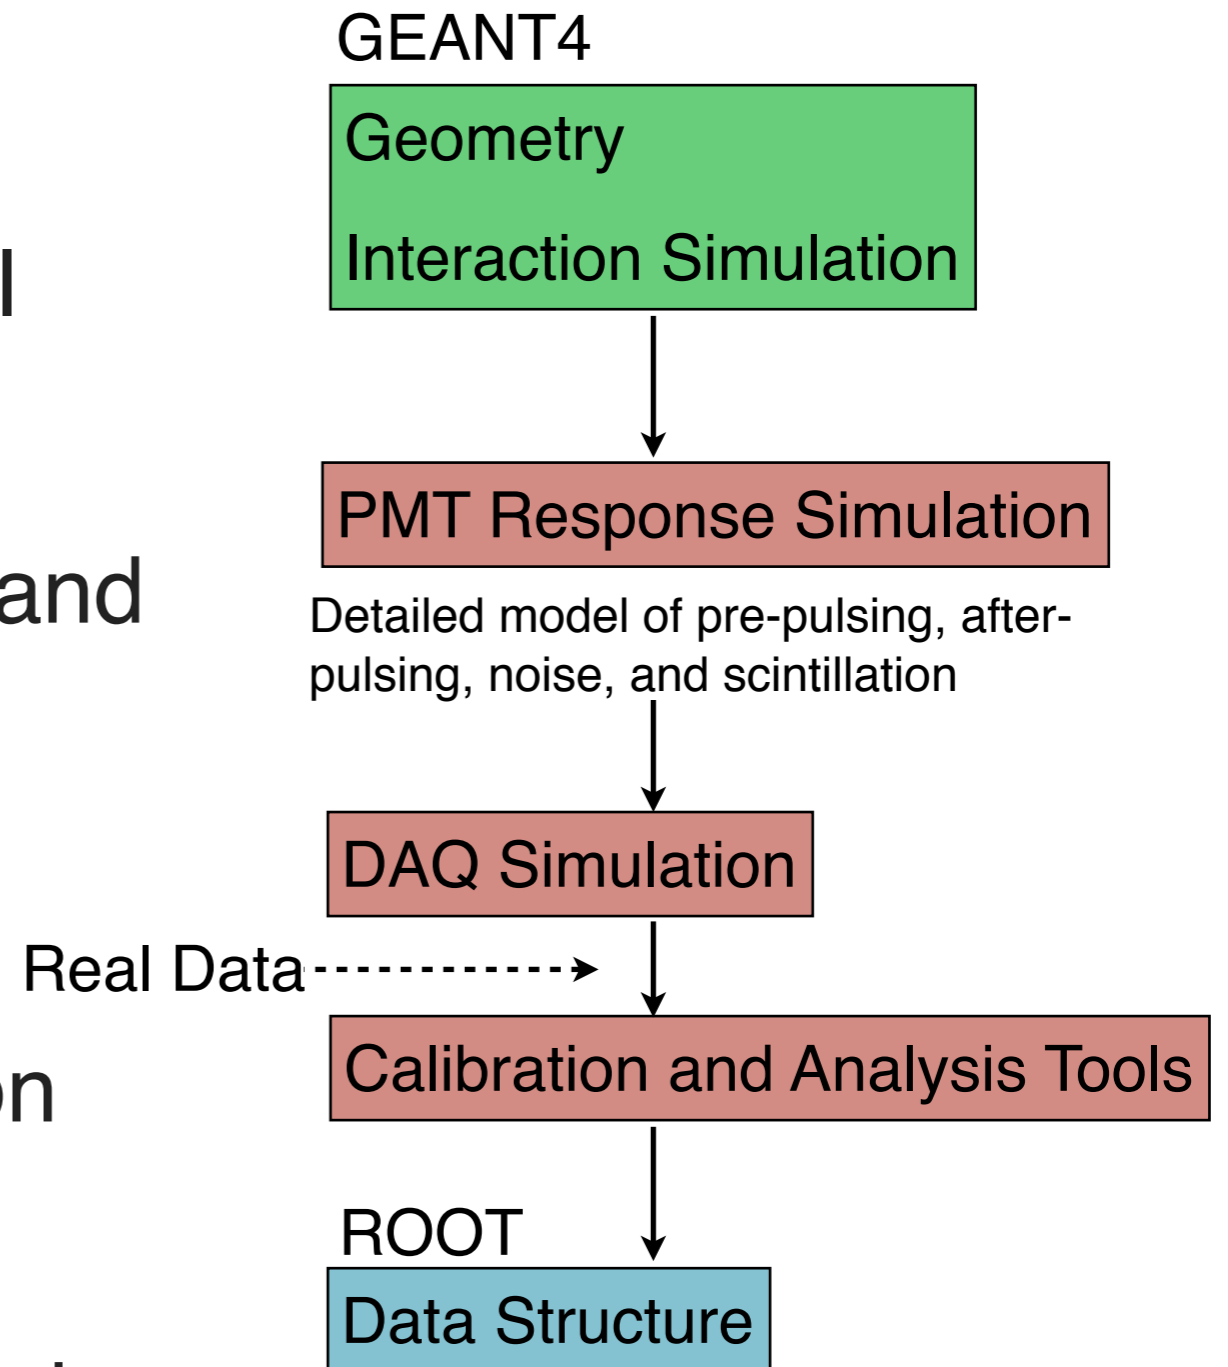 GEANT4
Geometry
Interaction Simulation
PMT Response Simulation
and
Detailed model of pre-pulsing, after-
pulsing, noise, and scintillation
DAQ Simulation
Real Data
Calibration and Analysis Tools
ROOT
Data Structure